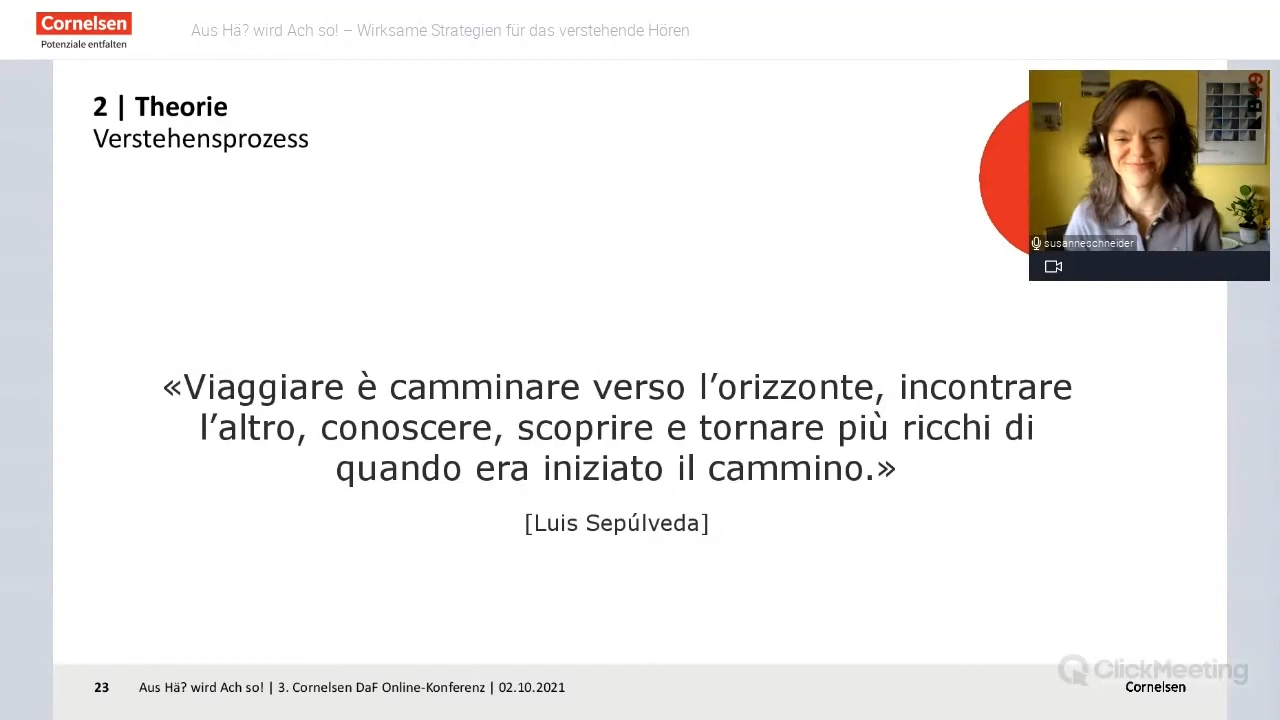 Cornelsen
Potenziale entfalten
Aus Hä? wird Ach so! – Wirksame Strategien für das verstehende Hören
2 | Theorie
Verstehensprozess
susanneschneider
«Viaggiare è camminare verso l’orizzonte, incontrare
l’altro, conoscere, scoprire e tornare più ricchi di
quando era iniziato il cammino.»
[Luis Sepúlveda]
ClickMeeting
23 Aus Hä? wird Ach so! | 3. Cornelsen DaF Online-Konferenz | 02.10.2021
Cornelsen